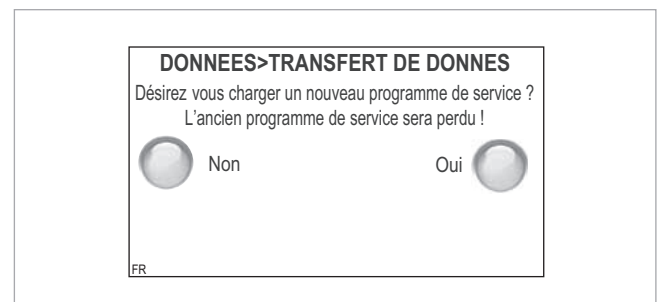 DONNEES>TRANSFERT DE DONNES
Désirez vous charger un nouveau programme de service ?
L'ancien programme de service sera perdu !
Non Oui
FR